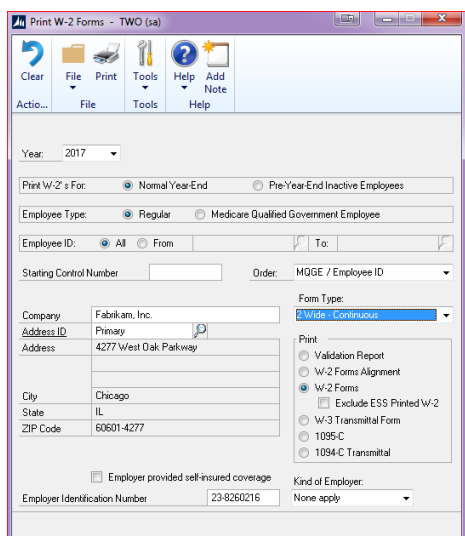 Print W-2 Forms - TWO (sa)
Clear File Print Tools Help Add Note
Actio... File Tools Help
Year: 2017
Print W-2's For: Normal Year-End Pre-Year-End Inactive Employees
Employee Type: Regular Medicare Qualified Government Employee
Employee ID: All From To:
Starting Control Number Order: MQGE / Employee ID
Form Type:
Company Fabrikam, Inc. 2 Wide - Continuous
Address ID Primary
Print
Address 4277 West Oak Parkway
Validation Report
W-2 Forms Alignment
W-2 Forms
City Chicago
Exclude ESS Printed W-2
State IL
W-3 Transmittal Form
ZIP Code 60601-4277
1095-C
1094-C Transmittal
Employer provided self-insured coverage
Kind of Employer:
Employer Identification Number 23-8260216 None apply